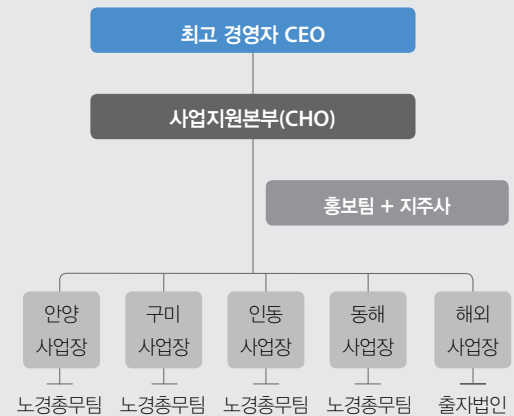 최고 경영자 CEO
사업지원본부(CHO)
홍보팀 + 지주사
안양 구미 인동 동해 해외
사업장 사업장 사업장 사업장 사업장
노경총무팀 노경총무팀 노경총무팀 노경총무팀 출자법인